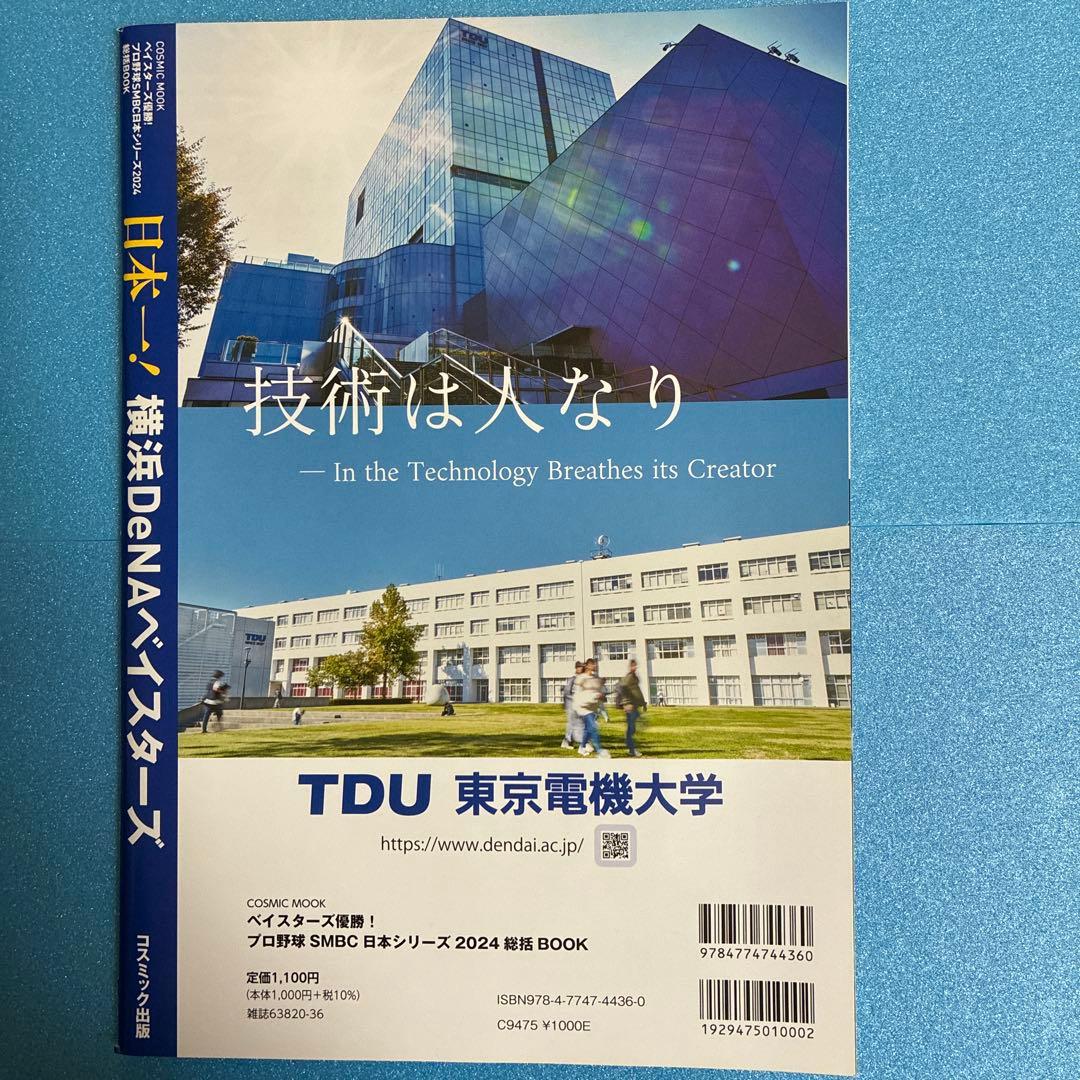 COSMIC MOOK
ベイスターズ優勝!
プロ野球SMBC日本シリーズ2024
総括BOOK
日本一! 横浜DeNAベイスターズ
コスミック出版
TDU
技術は人なり
— In the Technology Breathes its Creator
TDU
TDU 東京電機大学
https://www.dendai.ac.jp/
COSMIC MOOK
ベイスターズ優勝!
プロ野球 SMBC 日本シリーズ 2024 総括 BOOK
定価1,100円
(本体1,000円+税10%)
雑誌63820-36
9784774744360
ISBN978-4-7747-4436-0
C9475 ¥1000E
1929475010002